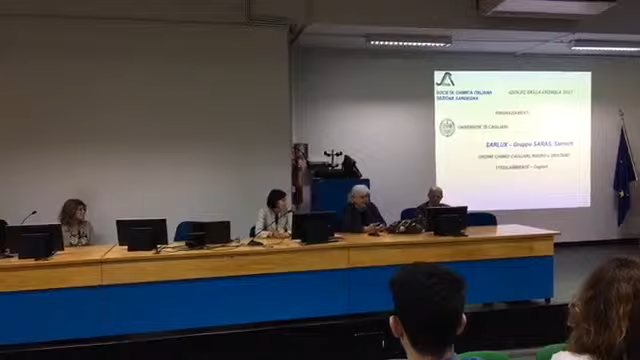 SOCIETÀ CHIMICA ITALIANA
SEZIONE SARDEGNA
GIOCHI DELLA CHIMICA 2017
RINGRAZIAMENTI:
UNIVERSITÀ DI CAGLIARI
SARLUX – Gruppo SARAS, Sarroch
ORDINE CHIMICI CAGLIARI, NUORO e ORISTANO
– Cagliari